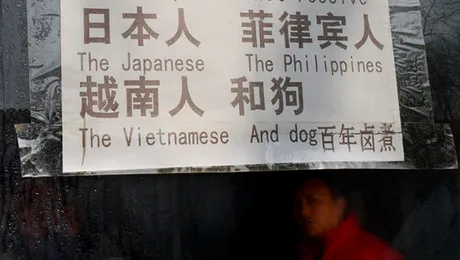 日本人 菲律宾人
The Japanese The Philippines
越南人 和狗
The Vietnamese And dog百年卤煮